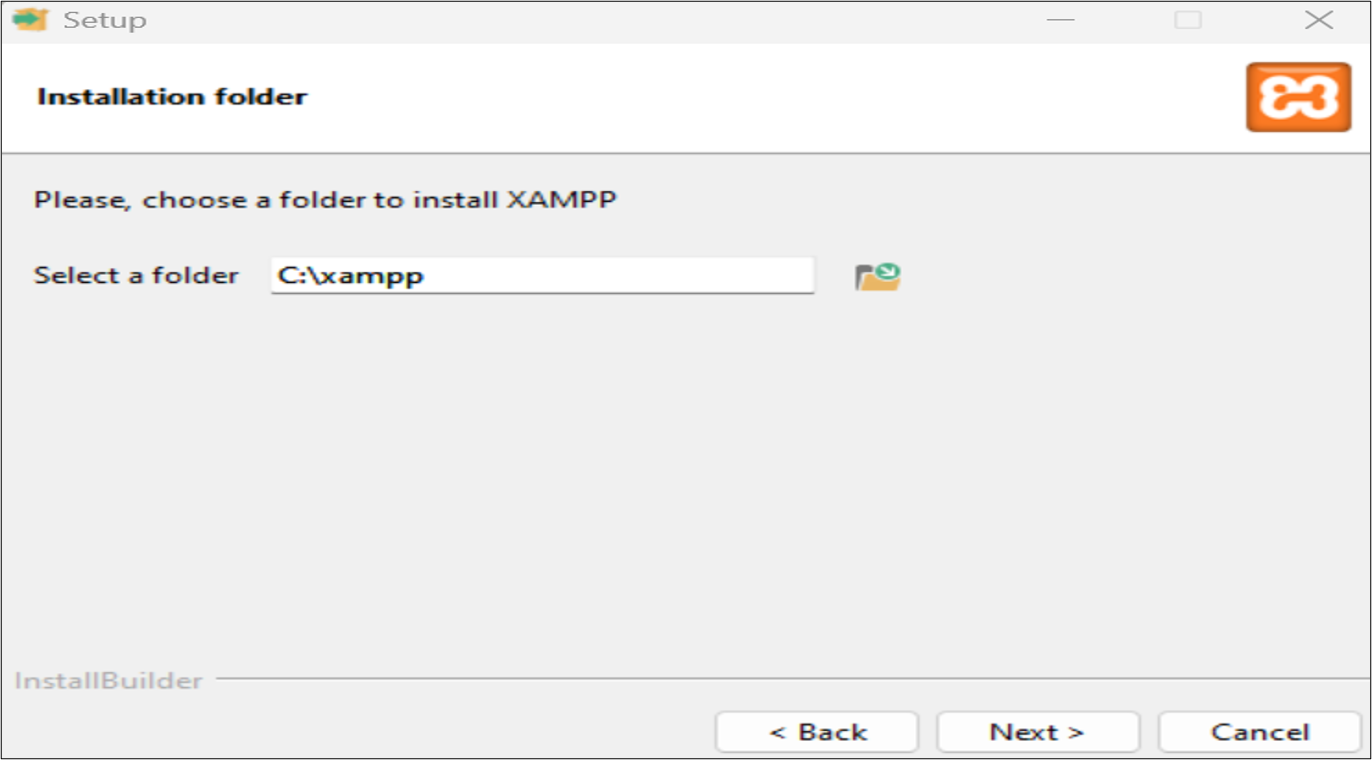 Setup
Installation folder
Please, choose a folder to install XAMPP
Select a folder C:\xampp
InstallBuilder
< Back Next > Cancel